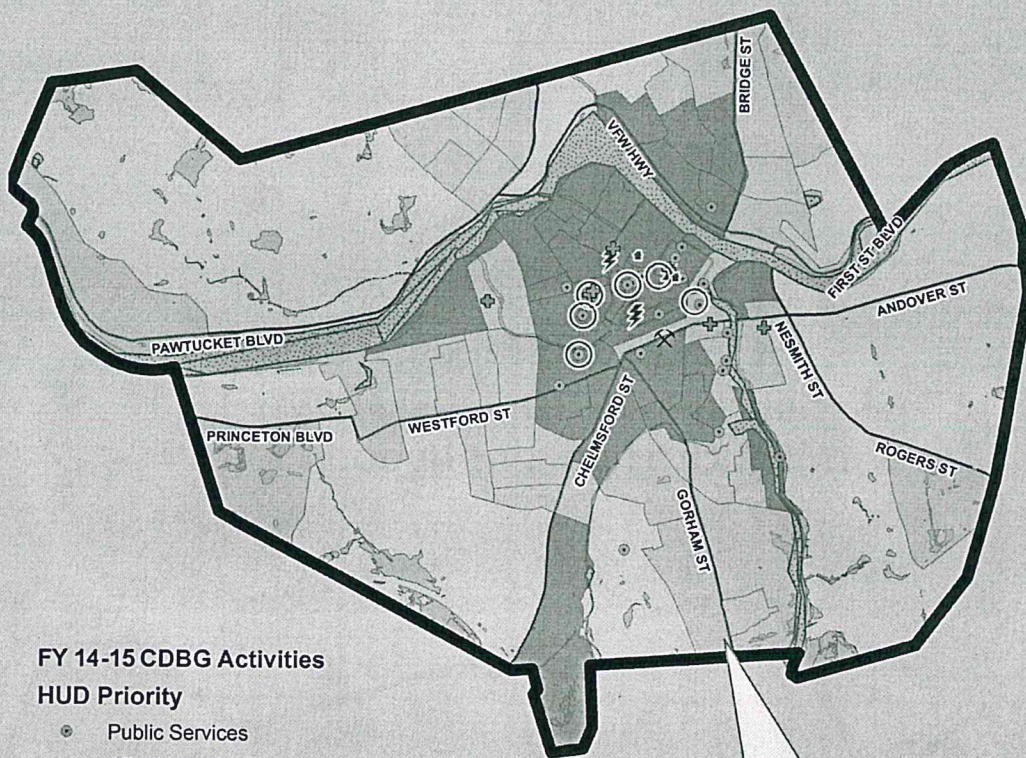 BRIDGE ST
VFW HWY
FIRST ST BLVD
ANDOVER ST
NESMITH ST
PAWTUCKET BLVD
WESTFORD ST
PRINCETON BLVD
CHELMSFORD ST
ROGERS ST
GORHAM ST
FY 14-15 CDBG Activities
HUD Priority
Public Services